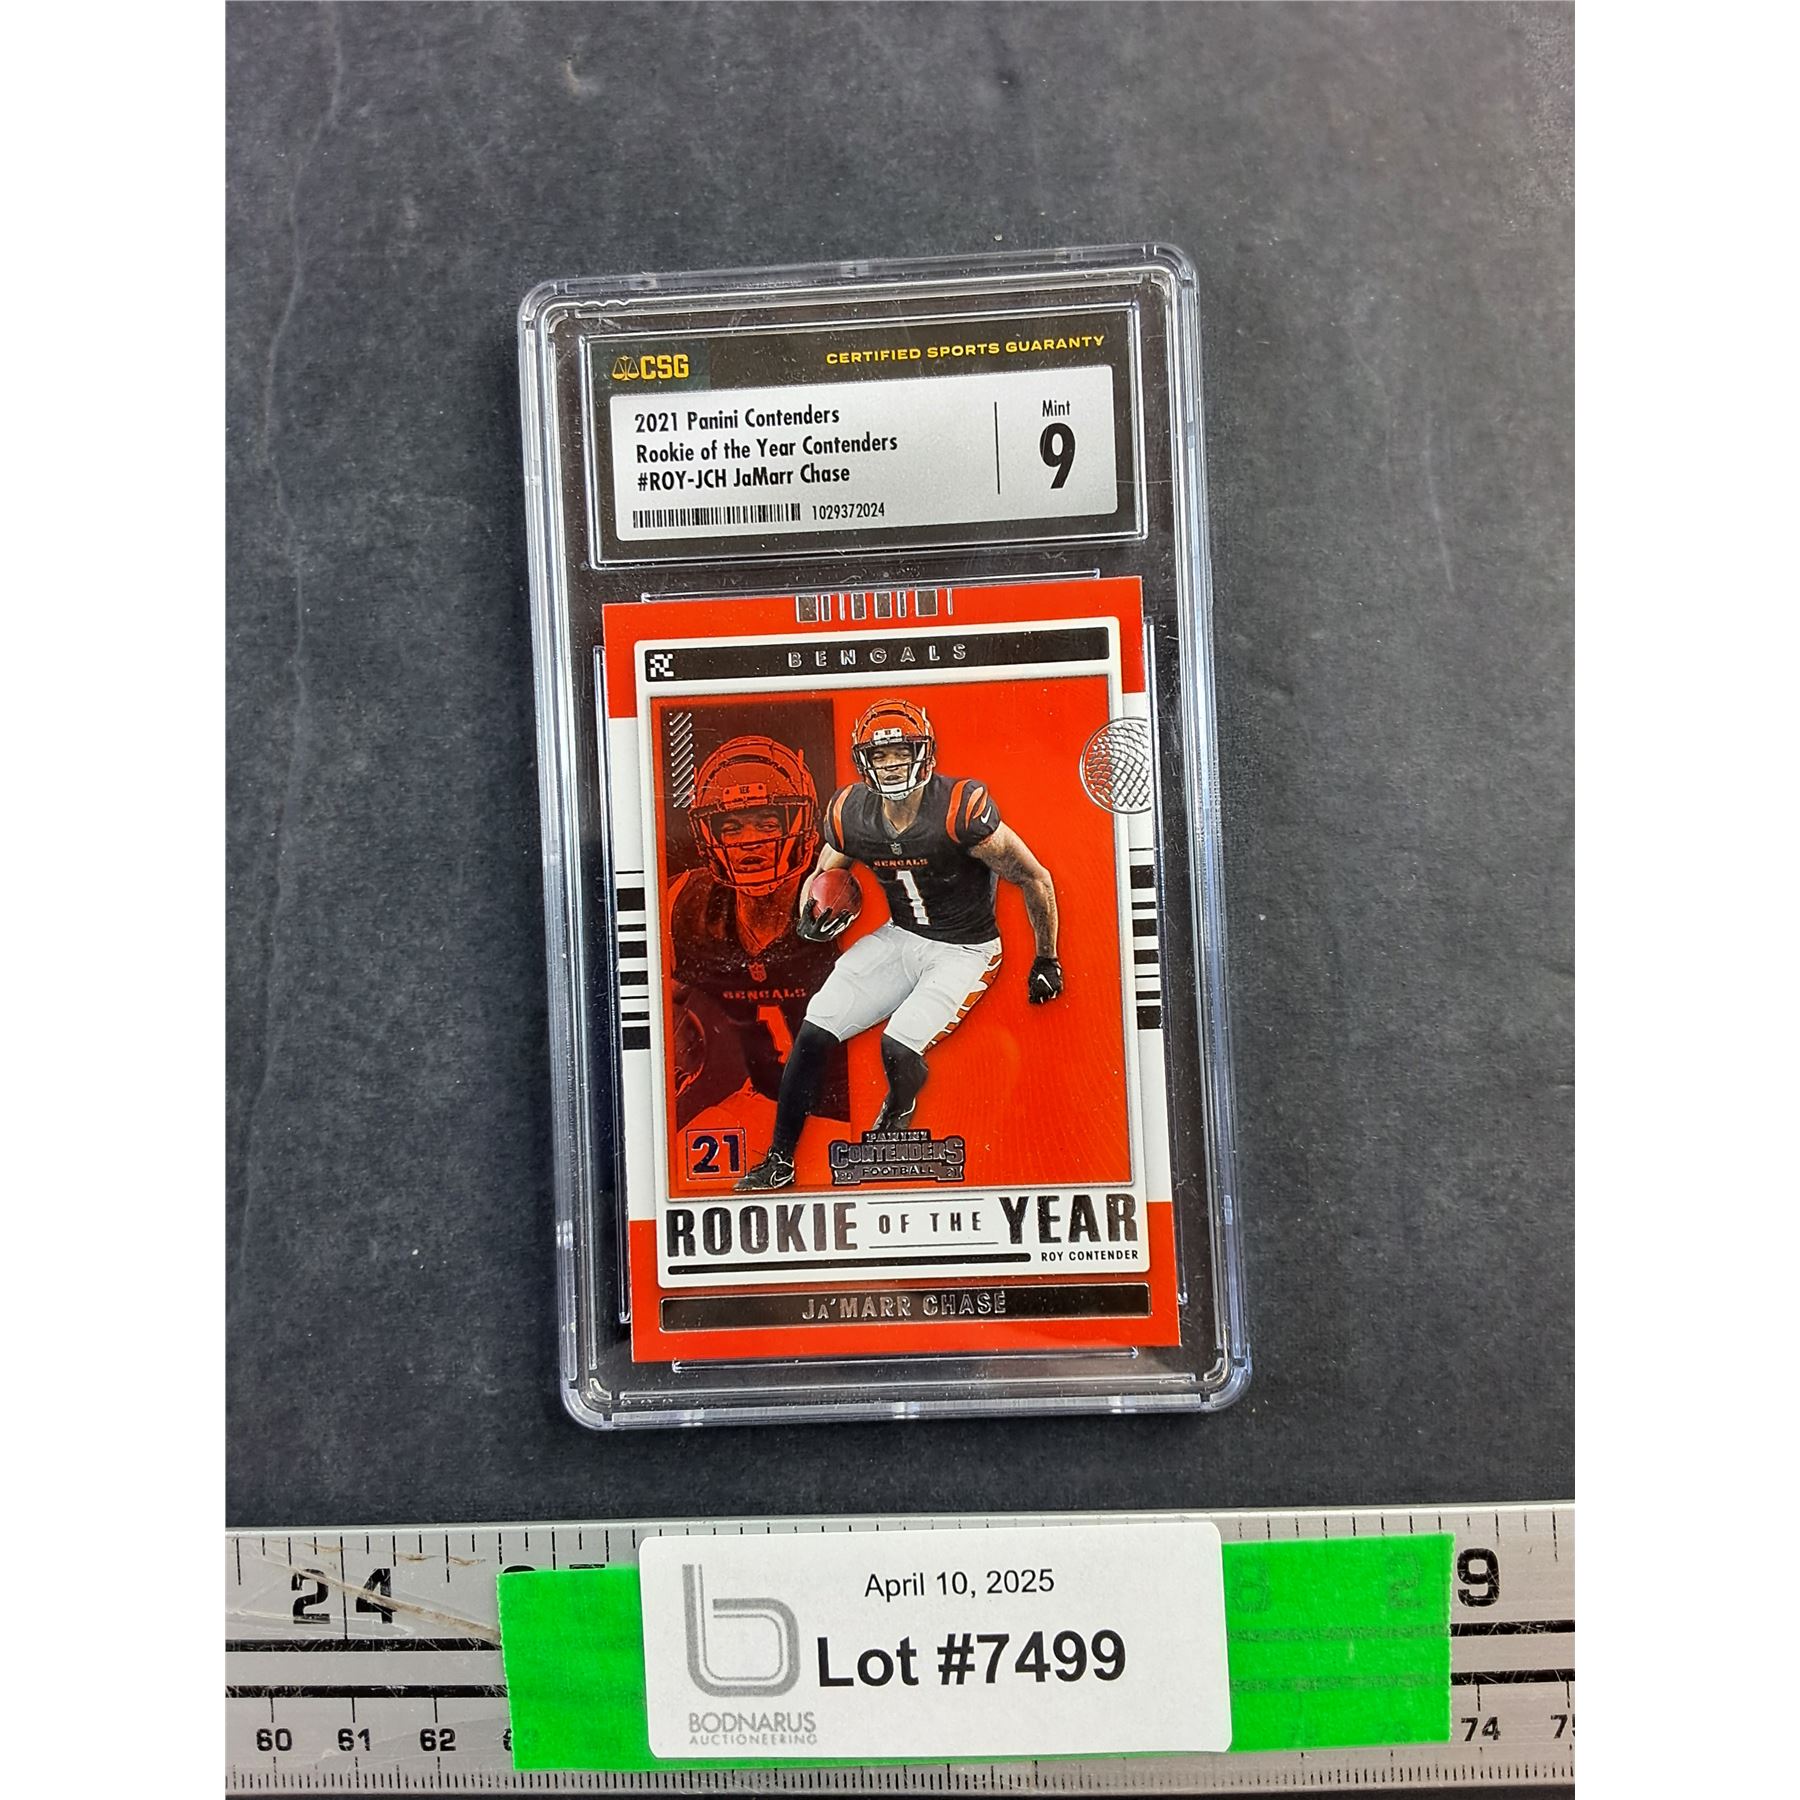 CSG
CERTIFIED SPORTS GUARANTY
2021 Panini Contenders
Rookie of the Year Contenders
#ROY-JCH JaMarr Chase
Mint
9
1029372024
BENGALS
BENGALS
1
BENGALS
1
21
PANINI
CONTENDERS
FOOTBALL
ROOKIE OF THE YEAR
ROY CONTENDER
JA'MARR CHASE
24
9
April 10, 2025
Lot #7499
BODNARUS
AUCTIONEERING
60 61 62
74